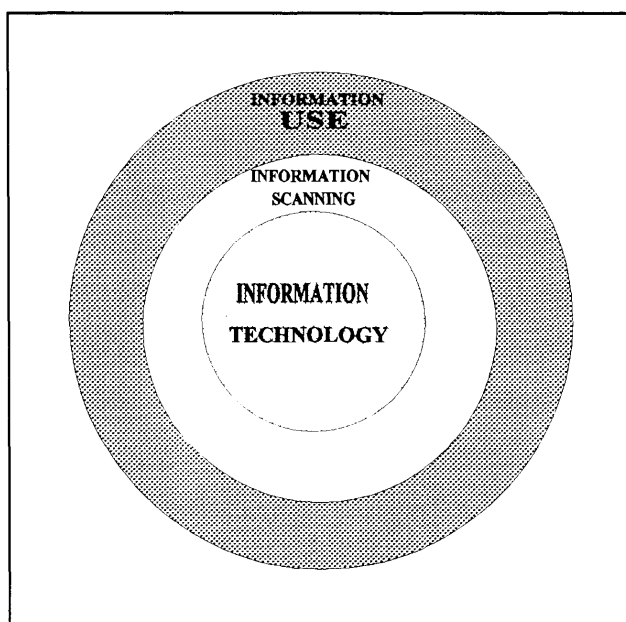 INFORMATION
USE
INFORMATION
SCANNING
INFORMATION
TECHNOLOGY